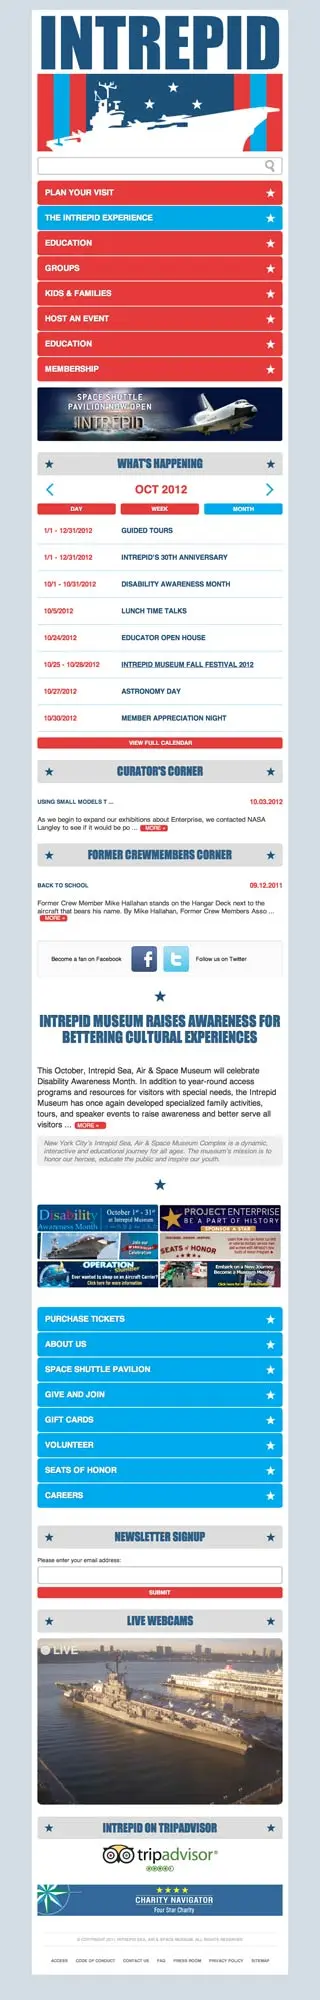 INTREPID
PLAN YOUR VISIT
THE INTREPID EXPERIENCE
EDUCATION
GROUPS
KIDS & FAMILIES
HOST AN EVENT
EDUCATION
MEMBERSHIP
SPACE SHUTTLE
PAVILION NOW OPEN
INTREPID
WHAT'S HAPPENING
OCT 2012
DAY WEEK MONTH
1/1 - 12/31/2012 GUIDED TOURS
1/1 - 12/31/2012 INTREPID'S 30TH ANNIVERSARY
10/1 - 10/31/2012 DISABILITY AWARENESS MONTH
10/5/2012 LUNCH TIME TALKS
10/24/2012 EDUCATOR OPEN HOUSE
10/25 - 10/28/2012 INTREPID MUSEUM FALL FESTIVAL 2012
10/27/2012 ASTRONOMY DAY
10/30/2012 MEMBER APPRECIATION NIGHT
VIEW FULL CALENDAR
CURATOR'S CORNER
USING SMALL MODELS T ... 10.03.2012
As we begin to expand our exhibitions about Enterprise, we contacted NASA
Langley to see if it would be po ... MORE »
FORMER CREWMEMBERS CORNER
BACK TO SCHOOL 09.12.2011
Former Crew Member Mike Hallahan stands on the Hangar Deck next to the
aircraft that bears his name. By Mike Hallahan, Former Crew Members Asso ...
MORE »
Become a fan on Facebook Follow us on Twitter
INTREPID MUSEUM RAISES AWARENESS FOR
BETTERING CULTURAL EXPERIENCES
This October, Intrepid Sea, Air & Space Museum will celebrate
Disability Awareness Month. In addition to year-round access
programs and resources for visitors with special needs, the Intrepid
Museum has once again developed specialized family activities,
tours, and speaker events to raise awareness and better serve all
visitors ... MORE »
New York City's Intrepid Sea, Air & Space Museum Complex is a dynamic,
interactive and educational journey for all ages. The museum's mission is to
honor our heroes, educate the public and inspire our youth.
Disability
Awareness Month
October 1st - 31st
at Intrepid Museum
PROJECT ENTERPRISE
BE A PART OF HISTORY
SPONSOR A STAR
SEATS OF HONOR
OPERATION
Slumber
Ever wanted to sleep on an Aircraft Carrier?
Click here for more information!
Embark on a New Journey
Become a Museum Member
Click here for more information!
PURCHASE TICKETS
ABOUT US
SPACE SHUTTLE PAVILION
GIVE AND JOIN
GIFT CARDS
VOLUNTEER
SEATS OF HONOR
CAREERS
NEWSLETTER SIGNUP
Please enter your email address:
SUBMIT
LIVE WEBCAMS
LIVE
INTREPID ON TRIPADVISOR
tripadvisor®
CHARITY NAVIGATOR
Four Star Charity
© COPYRIGHT 2011 INTREPID SEA, AIR & SPACE MUSEUM. ALL RIGHTS RESERVED
ACCESS CODE OF CONDUCT CONTACT US FAQ PRESS ROOM PRIVACY POLICY SITEMAP